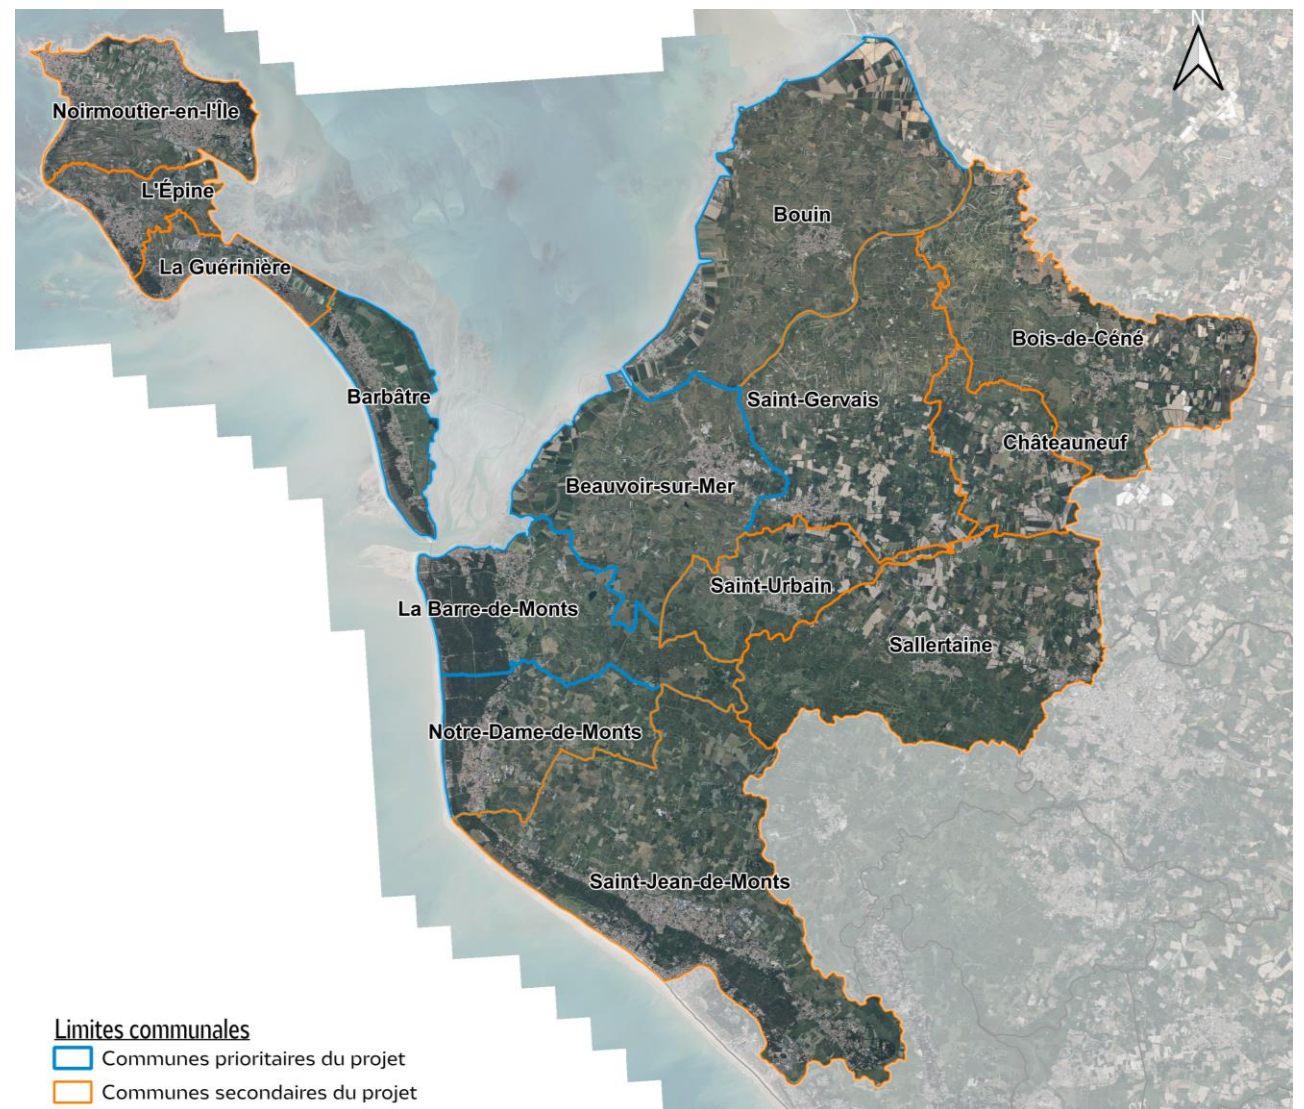 N
Noirmoutier-en-l'Île
L'Épine
Bouin
La Guérinière
Bois-de-Céné
Barbâtre
Saint-Gervais
Châteauneuf
Beauvoir-sur-Mer
Saint-Urbain
La Barre-de-Monts
Sallertaine
Notre-Dame-de-Monts
Saint-Jean-de-Monts
Limites communales
Communes prioritaires du projet
Communes secondaires du projet